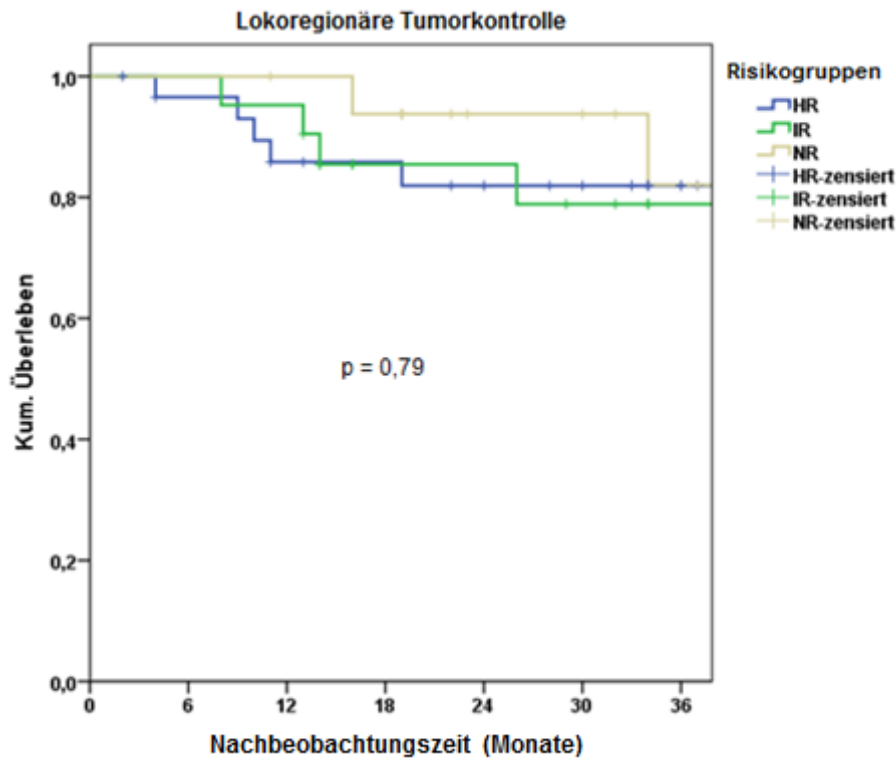 Lokoregionäre Tumorkontrolle
Risikogruppen
HR
IR
NR
HR-zensiert
IR-zensiert
NR-zensiert
Kum. Überleben
1,0
0,8
0,6
0,4
0,2
0,0
p = 0,79
0 6 12 18 24 30 36
Nachbeobachtungszeit (Monate)